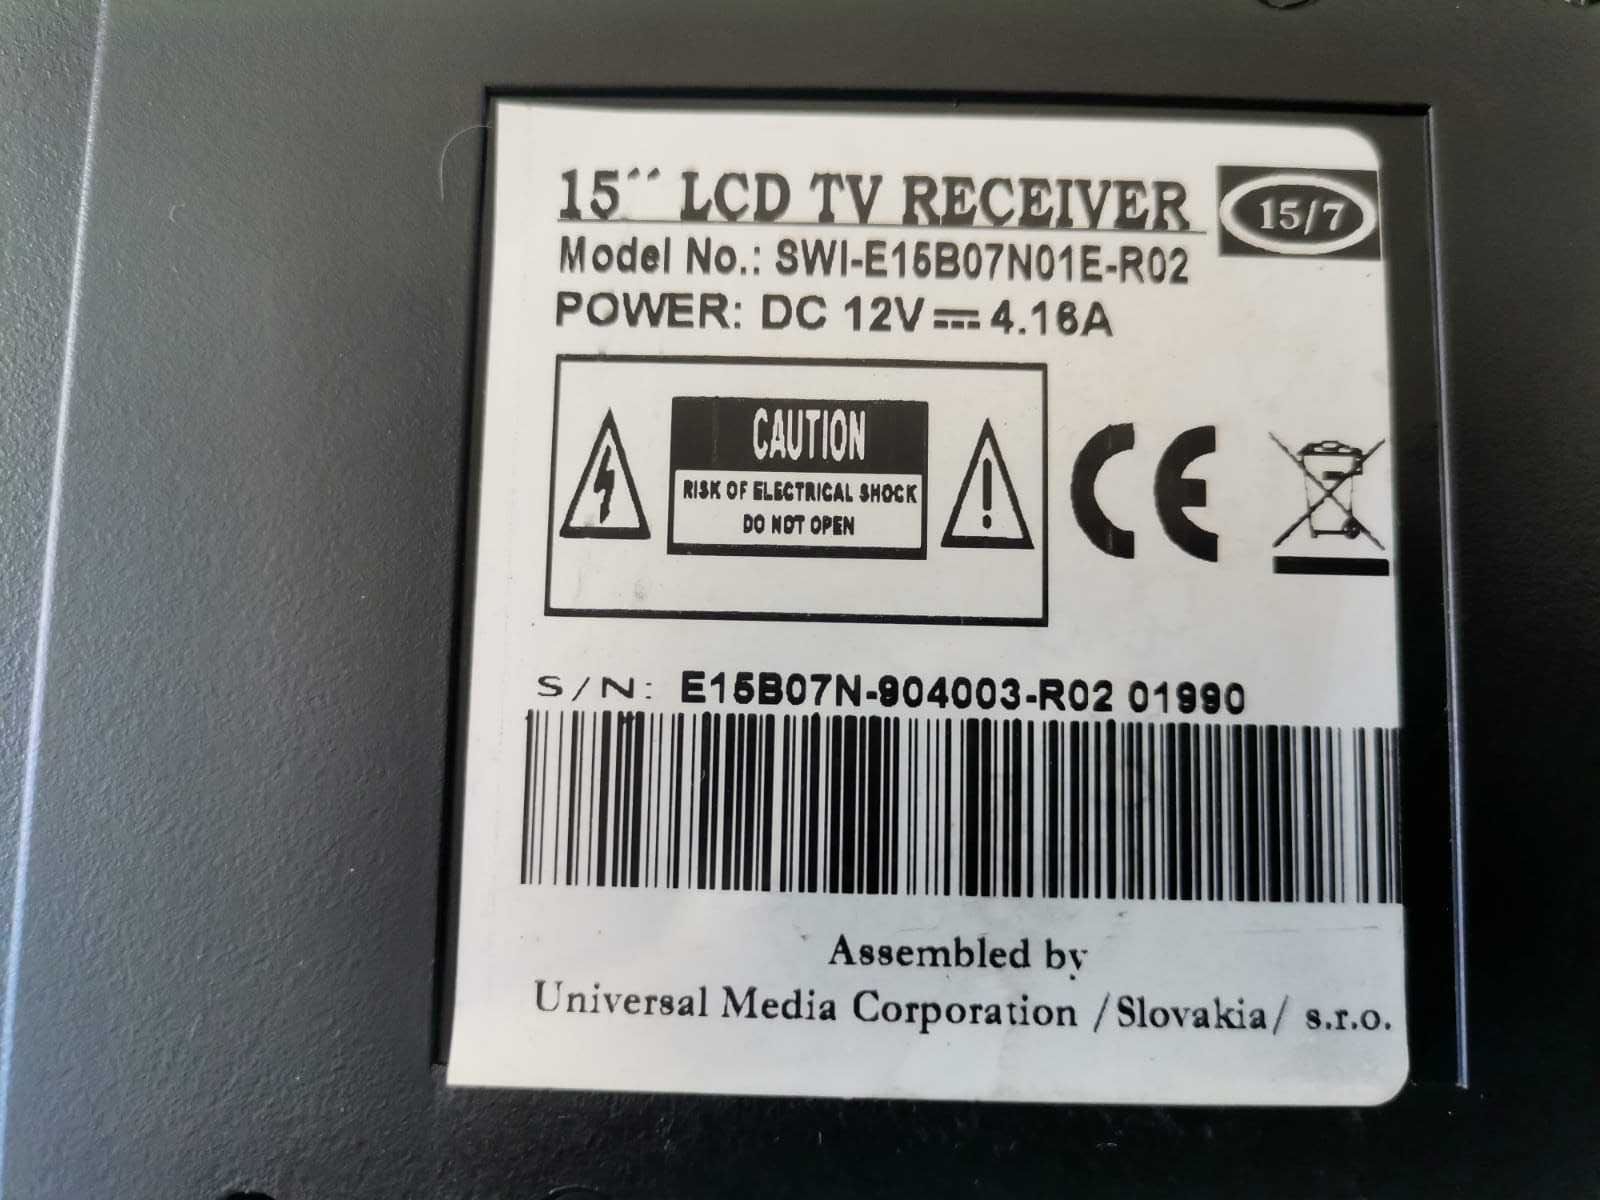 15´´ LCD TV RECEIVER
15/7
Model No.: SWI-E15B07N01E-R02
POWER: DC 12V⎓4.16A
CAUTION
RISK OF ELECTRICAL SHOCK
DO NOT OPEN
CE
S/N: E15B07N-904003-R02 01990
Assembled by
Universal Media Corporation /Slovakia/ s.r.o.